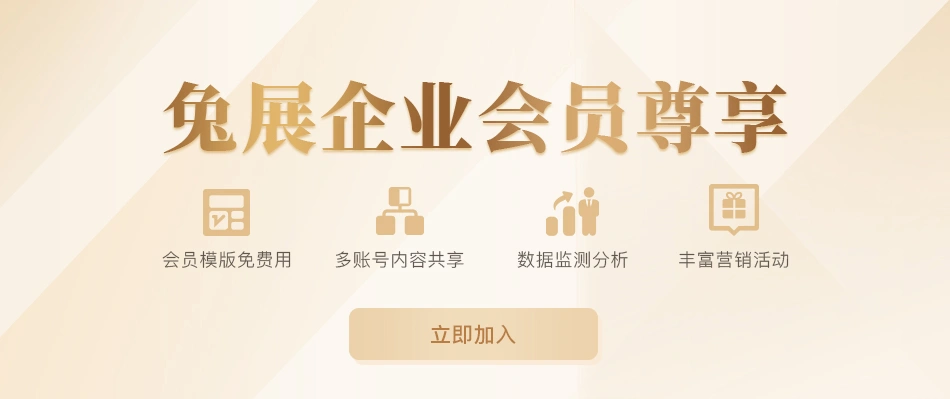 兔展企业会员尊享
会员模版免费用
多账号内容共享
数据监测分析
丰富营销活动
立即加入